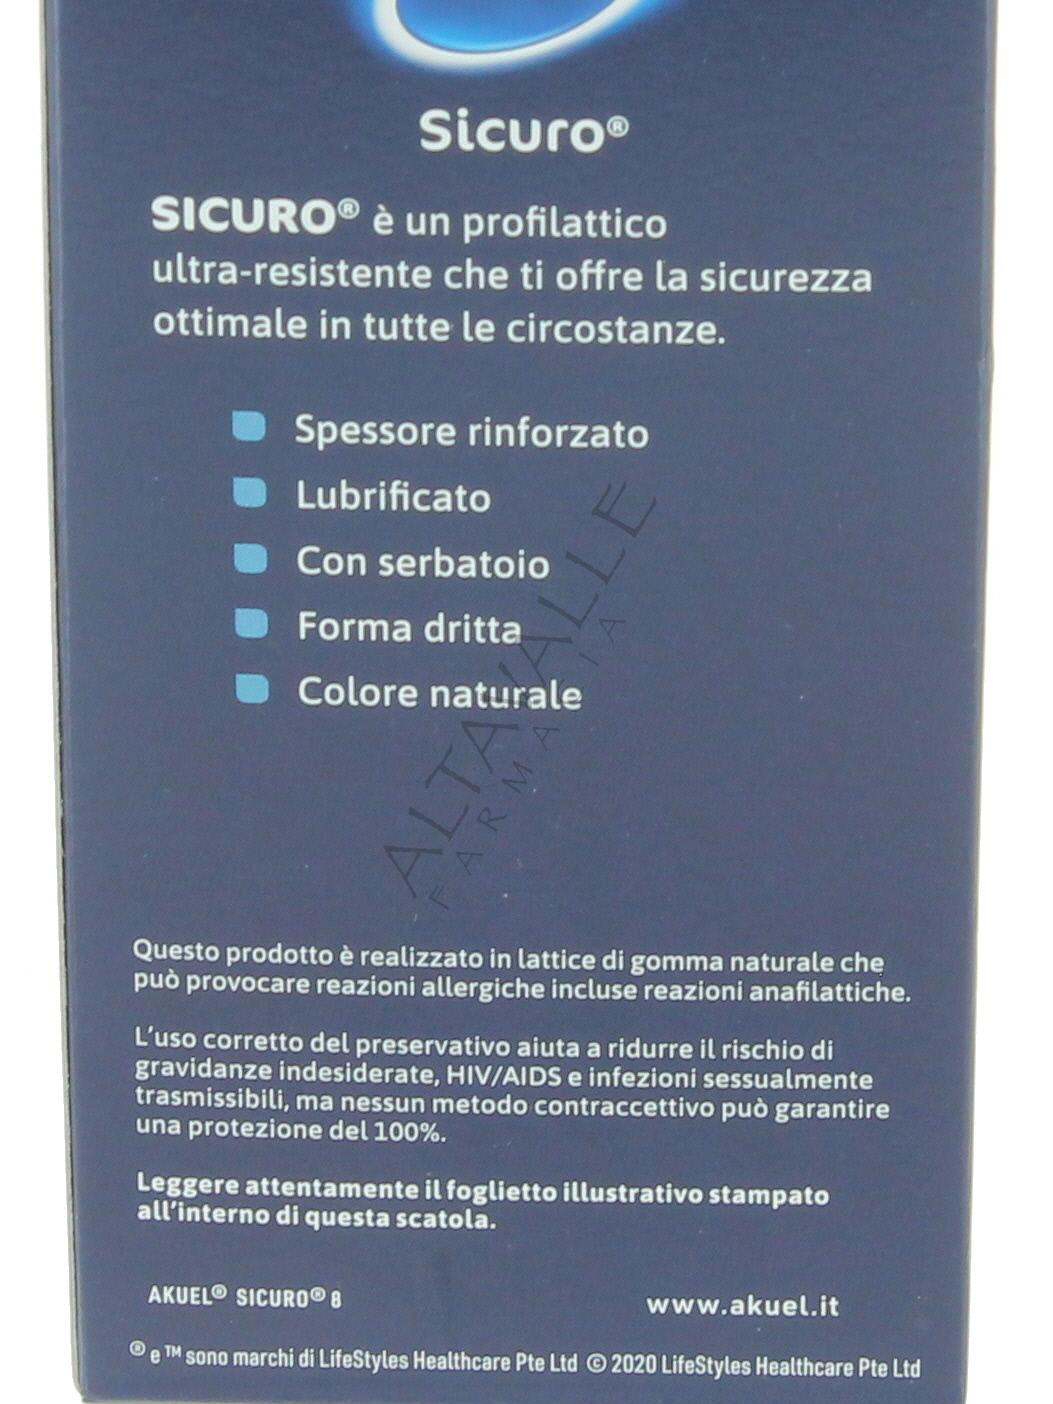 Sicuro®
SICURO® è un profilattico
ultra-resistente che ti offre la sicurezza
ottimale in tutte le circostanze.
Spessore rinforzato
Lubrificato
Con serbatoio
Forma dritta
Colore naturale
ALTAVALLE
FARMACIA
Questo prodotto è realizzato in lattice di gomma naturale che
può provocare reazioni allergiche incluse reazioni anafilattiche.
L'uso corretto del preservativo aiuta a ridurre il rischio di
gravidanze indesiderate, HIV/AIDS e infezioni sessualmente
trasmissibili, ma nessun metodo contraccettivo può garantire
una protezione del 100%.
Leggere attentamente il foglietto illustrativo stampato
all'interno di questa scatola.
AKUEL® SICURO® 8
www.akuel.it
® e ™ sono marchi di LifeStyles Healthcare Pte Ltd © 2020 LifeStyles Healthcare Pte Ltd